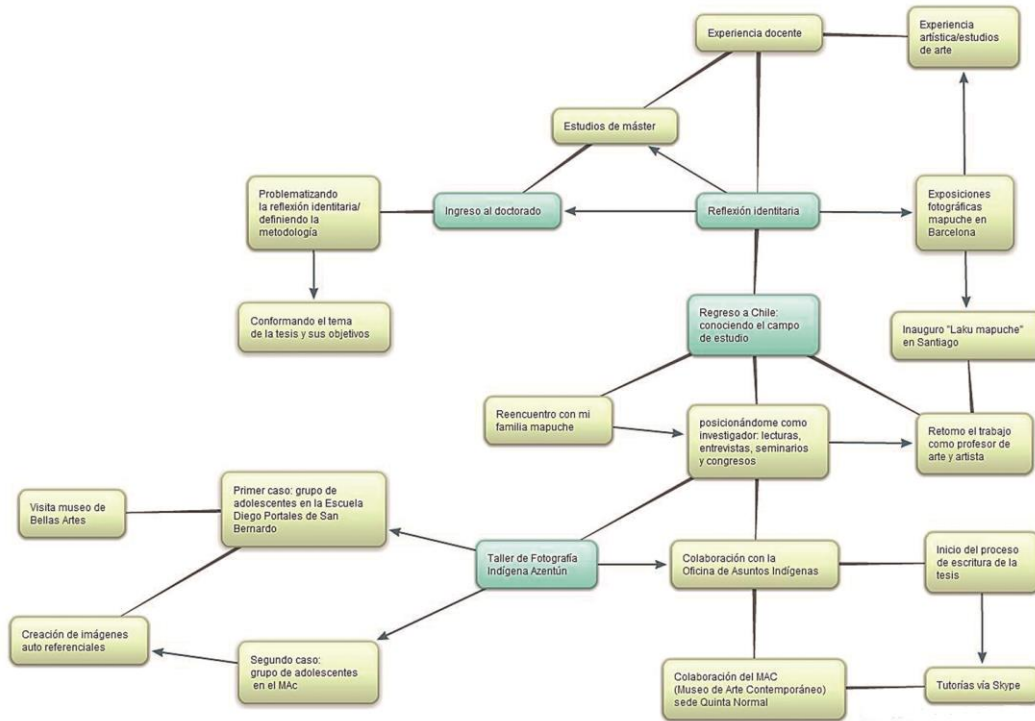 Experiencia docente
Experiencia
artística/estudios
de arte
Estudios de máster
Problematizando
la reflexión identitaria/
definiendo la
metodología
Ingreso al doctorado
Reflexión identitaria
Exposiciones
fotográficas
mapuche en
Barcelona
Conformando el tema
de la tesis y sus objetivos
Regreso a Chile:
conociendo el campo
de estudio
Inauguro "Laku mapuche"
en Santiago
Reencuentro con mi
familia mapuche
posicionándome como
investigador: lecturas,
entrevistas, seminarios
y congresos
Retomo el trabajo
como profesor de
arte y artista
Visita museo de
Bellas Artes
Primer caso: grupo de
adolescentes en la Escuela
Diego Portales de San
Bernardo
Taller de Fotografía
Indígena Azentún
Colaboración con la
Oficina de Asuntos Indígenas
Inicio del proceso
de escritura de la
tesis
Creación de imágenes
auto referenciales
Segundo caso:
grupo de adolescentes
en el MAc
Colaboración del MAC
(Museo de Arte Contemporáneo)
sede Quinta Normal
Tutorías vía Skype